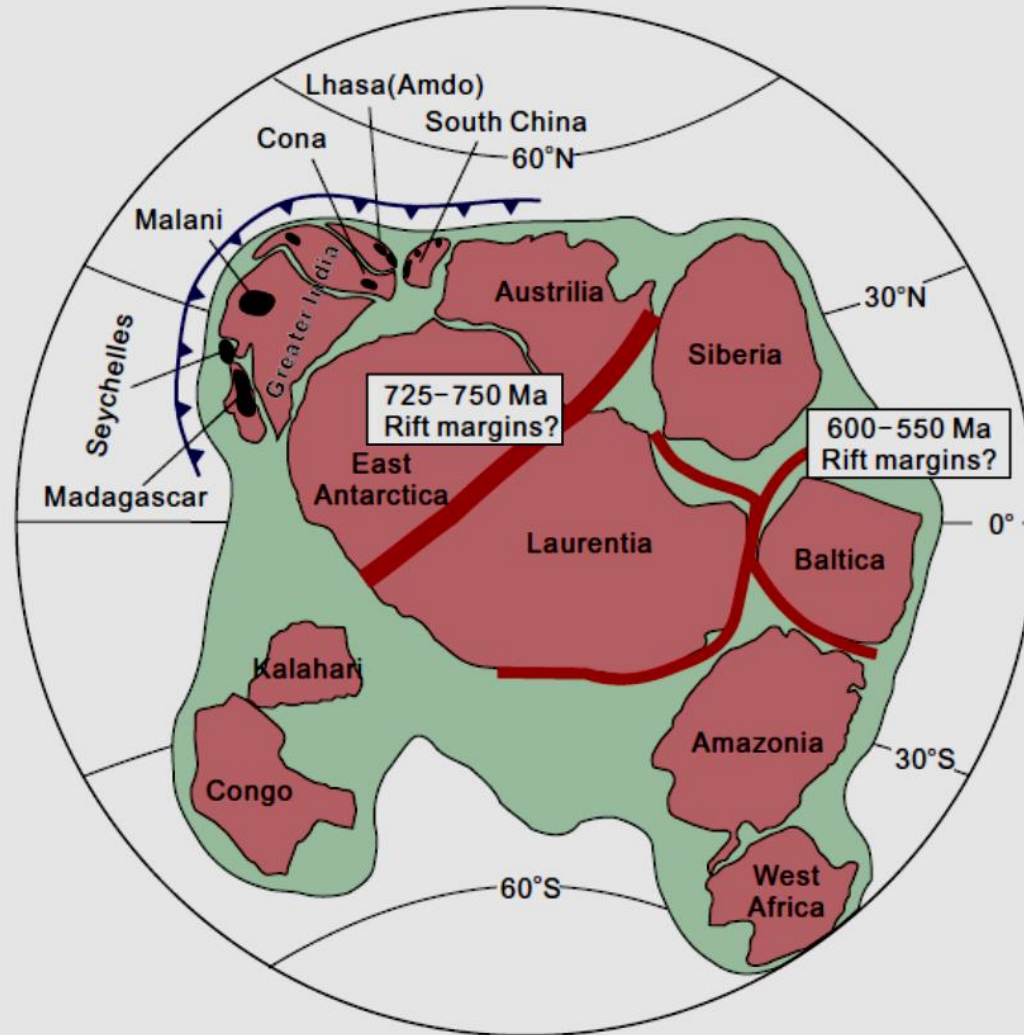 Lhasa(Amdo)
South China
Cona
60°N
Malani
Greater India
Austrilia
30°N
Siberia
Seychelles
725-750 Ma
Rift margins?
600-550 Ma
Rift margins?
East
Antarctica
Madagascar
Laurentia
0°
Baltica
Kalahari
Amazonia
30°S
Congo
60°S
West
Africa